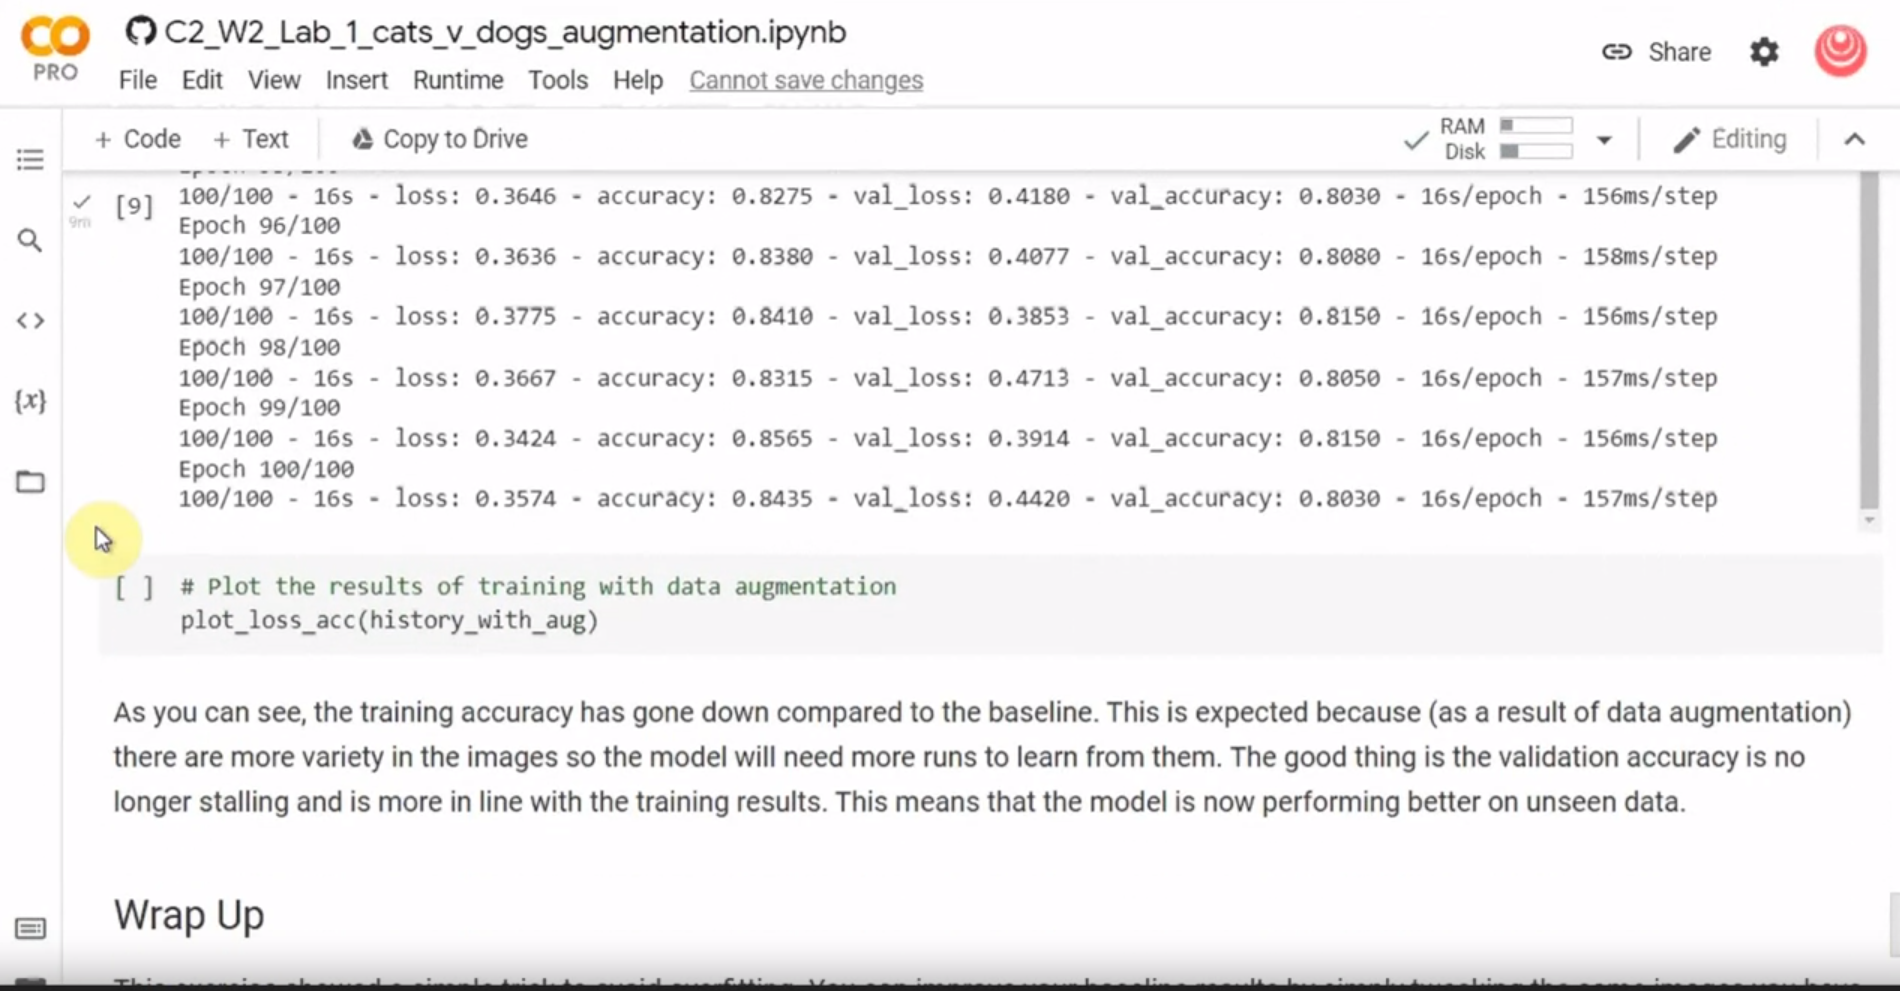 C2_W2_Lab_1_cats_v_dogs_augmentation.ipynb
PRO
File Edit View Insert Runtime Tools Help Cannot save changes
Share
+ Code + Text Copy to Drive
RAM
Disk
Editing
[9] 100/100 - 16s - loss: 0.3646 - accuracy: 0.8275 - val_loss: 0.4180 - val_accuracy: 0.8030 - 16s/epoch - 156ms/step
9m
Epoch 96/100
100/100 - 16s - loss: 0.3636 - accuracy: 0.8380 - val_loss: 0.4077 - val_accuracy: 0.8080 - 16s/epoch - 158ms/step
Epoch 97/100
100/100 - 16s - loss: 0.3775 - accuracy: 0.8410 - val_loss: 0.3853 - val_accuracy: 0.8150 - 16s/epoch - 156ms/step
Epoch 98/100
100/100 - 16s - loss: 0.3667 - accuracy: 0.8315 - val_loss: 0.4713 - val_accuracy: 0.8050 - 16s/epoch - 157ms/step
Epoch 99/100
100/100 - 16s - loss: 0.3424 - accuracy: 0.8565 - val_loss: 0.3914 - val_accuracy: 0.8150 - 16s/epoch - 156ms/step
Epoch 100/100
100/100 - 16s - loss: 0.3574 - accuracy: 0.8435 - val_loss: 0.4420 - val_accuracy: 0.8030 - 16s/epoch - 157ms/step
[ ] # Plot the results of training with data augmentation
plot_loss_acc(history_with_aug)
As you can see, the training accuracy has gone down compared to the baseline. This is expected because (as a result of data augmentation)
there are more variety in the images so the model will need more runs to learn from them. The good thing is the validation accuracy is no
longer stalling and is more in line with the training results. This means that the model is now performing better on unseen data.
Wrap Up